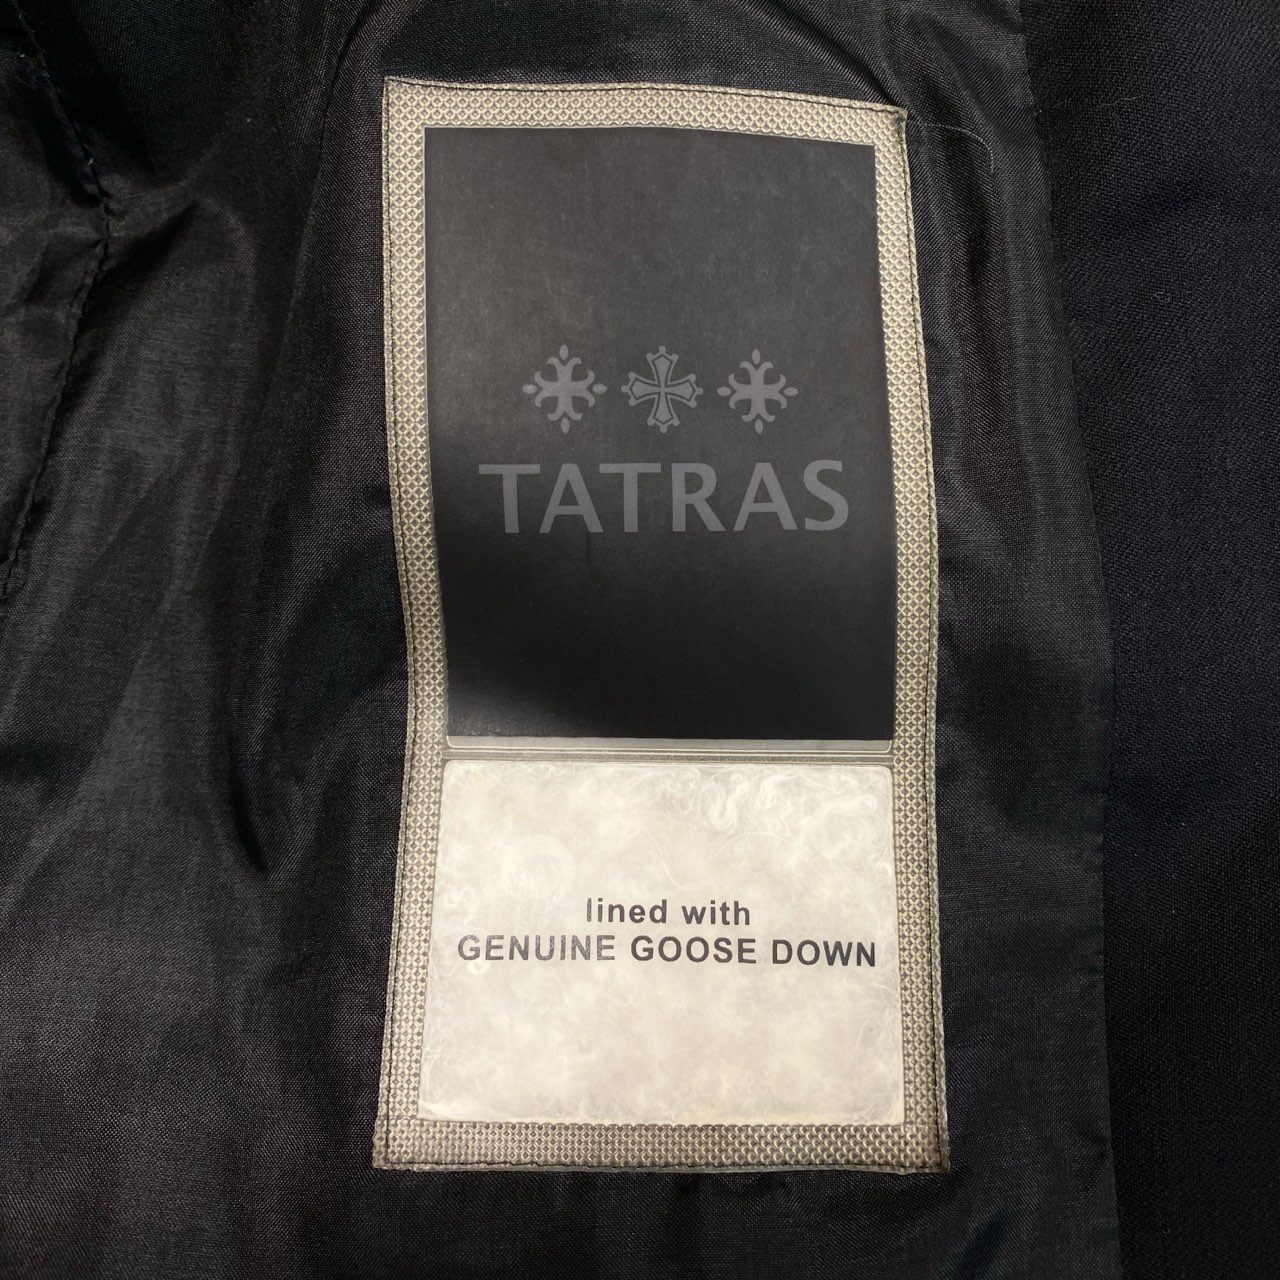 TATRAS
lined with
GENUINE GOOSE DOWN